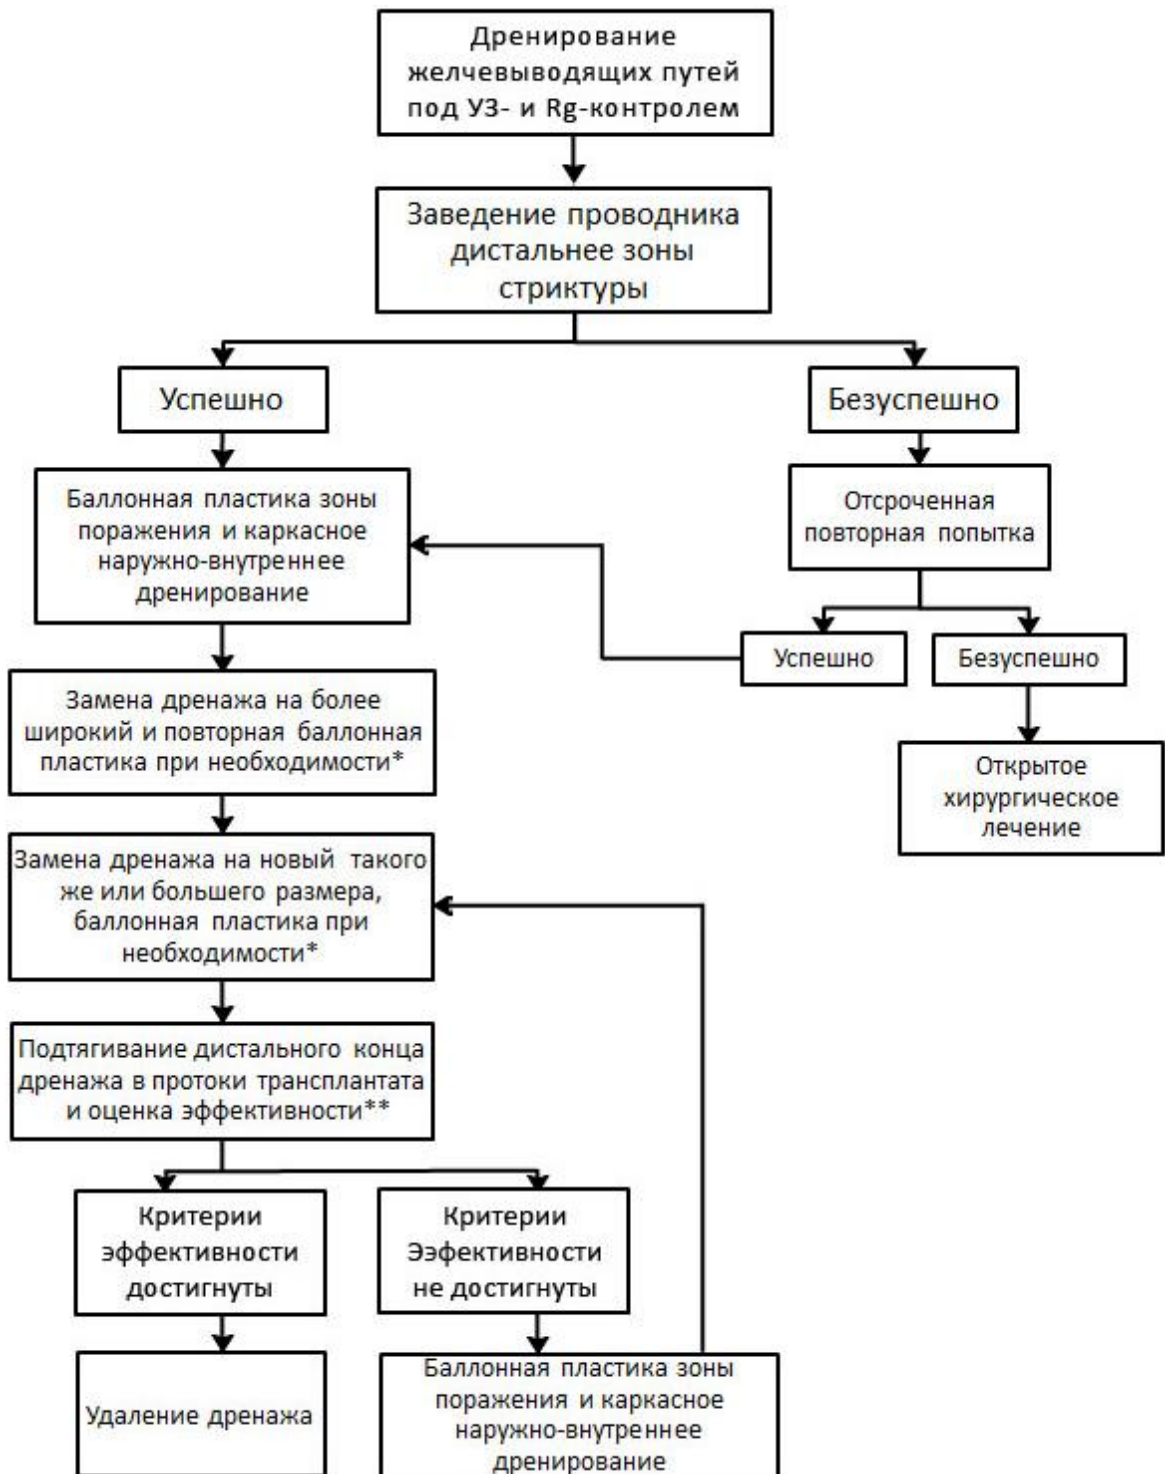 Дренирование
желчевыводящих путей
под УЗ- и Rg-контролем
Заведение проводника
дистальнее зоны
стриктуры
Успешно
Безуспешно
Баллонная пластика зоны
поражения и каркасное
наружно-внутреннее
дренирование
Отсроченная
повторная попытка
Успешно
Безуспешно
Замена дренажа на более
широкий и повторная баллонная
пластика при необходимости*
Открытое
хирургическое
лечение
Замена дренажа на новый такого
же или большего размера,
баллонная пластика при
необходимости*
Подтягивание дистального конца
дренажа в протоки трансплантата
и оценка эффективности**
Критерии
эффективности
достигнуты
Критерии
Ээфективности
не достигнуты
Удаление дренажа
Баллонная пластика зоны
поражения и каркасное
наружно-внутреннее
дренирование